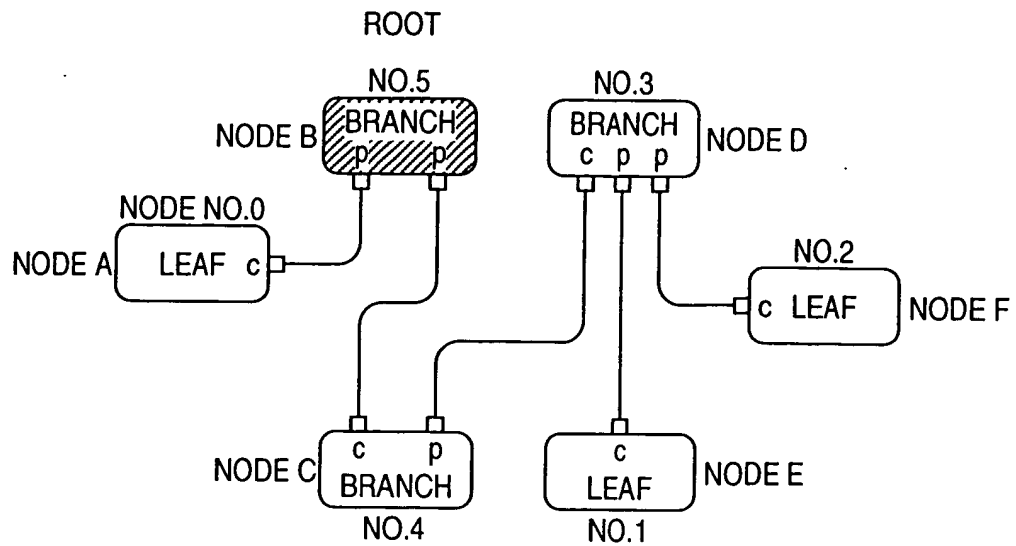 ROOT
NO.5
NODE B
BRANCH
p p
NO.3
BRANCH
c p p
NODE D
NODE NO.0
NODE A
LEAF c
NO.2
c LEAF
NODE F
NODE C
c p
BRANCH
NO.4
c
LEAF
NODE E
NO.1